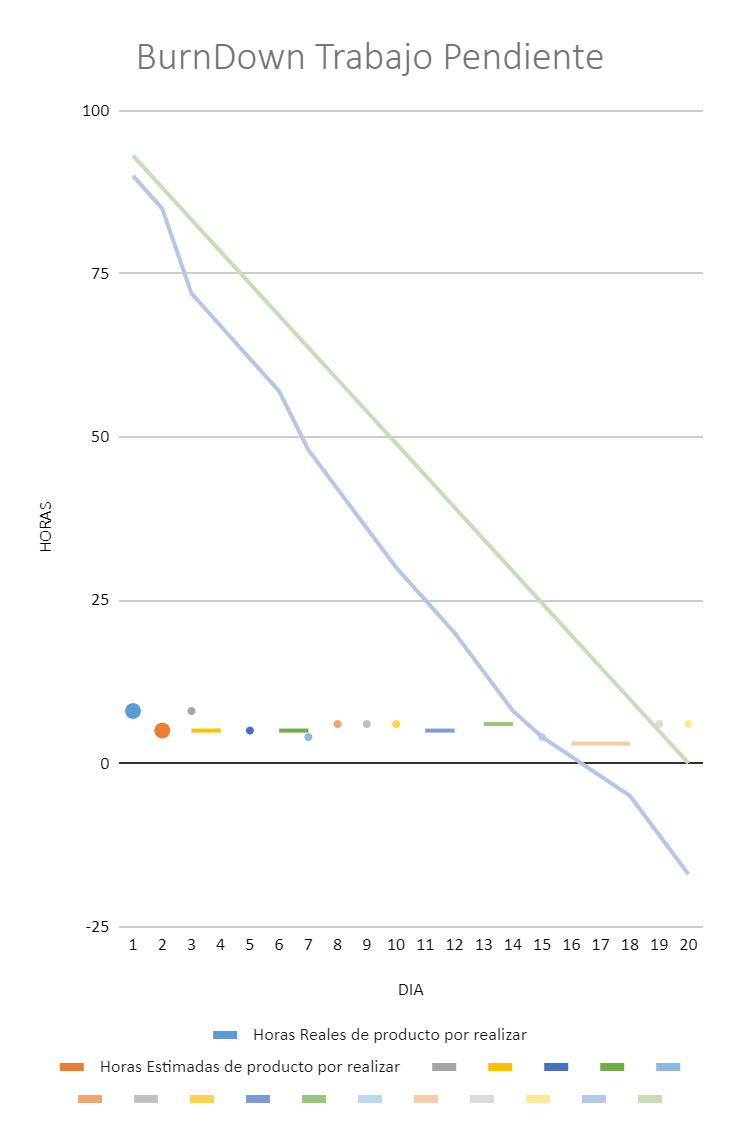 BurnDown Trabajo Pendiente
100
75
50
25
0
-25
HORAS
1 2 3 4 5 6 7 8 9 10 11 12 13 14 15 16 17 18 19 20
DIA
Horas Reales de producto por realizar
Horas Estimadas de producto por realizar